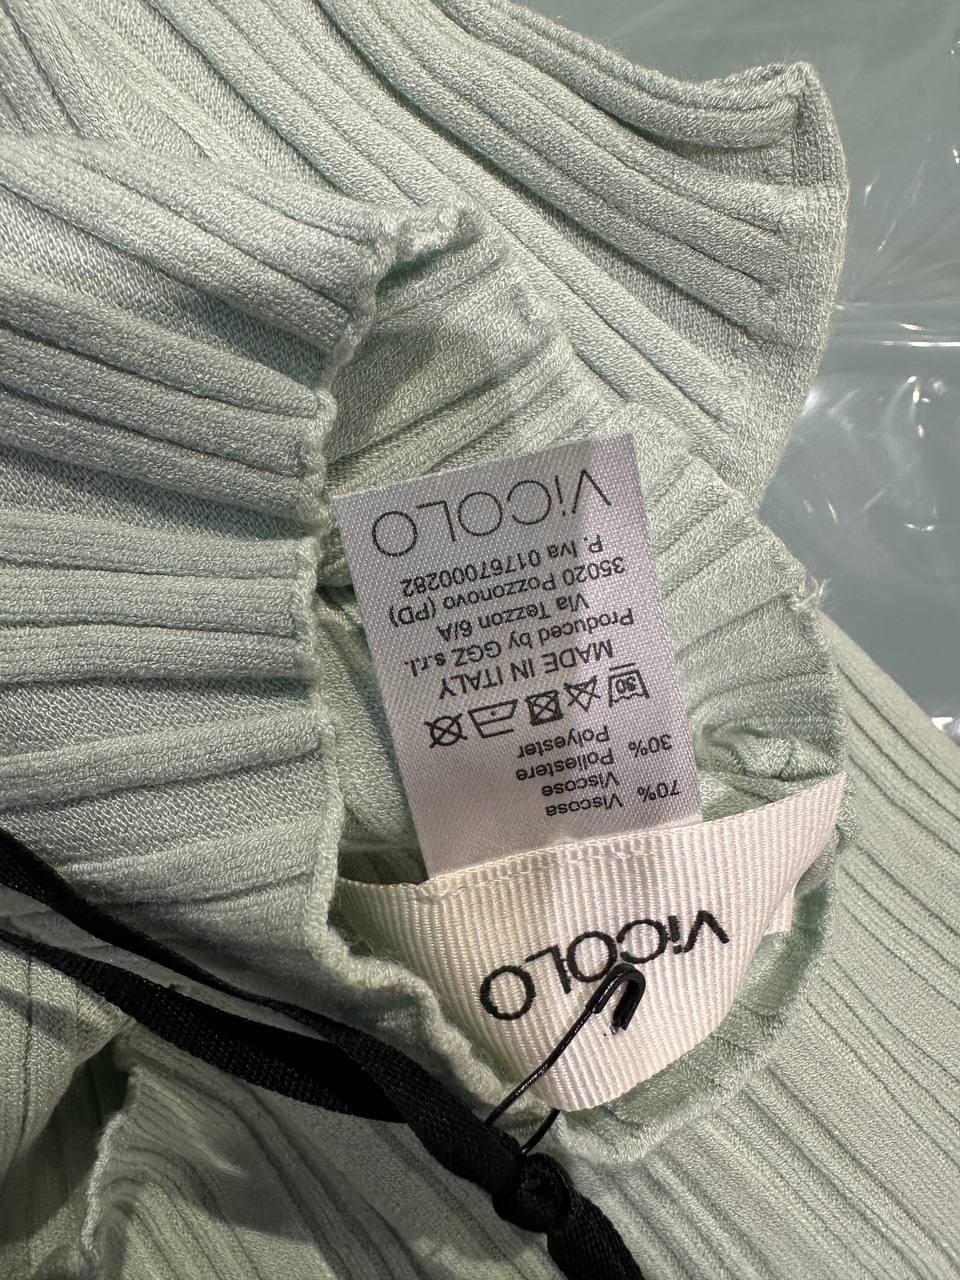 ViCOLO
70% Viscosa
Viscose
30% Poliestere
Polyester
30
MADE IN ITALY
Produced by GGZ s.r.l.
Via Tezzon 6/A
35020 Pozzonovo (PD)
P. Iva 01767000282
ViCOLO